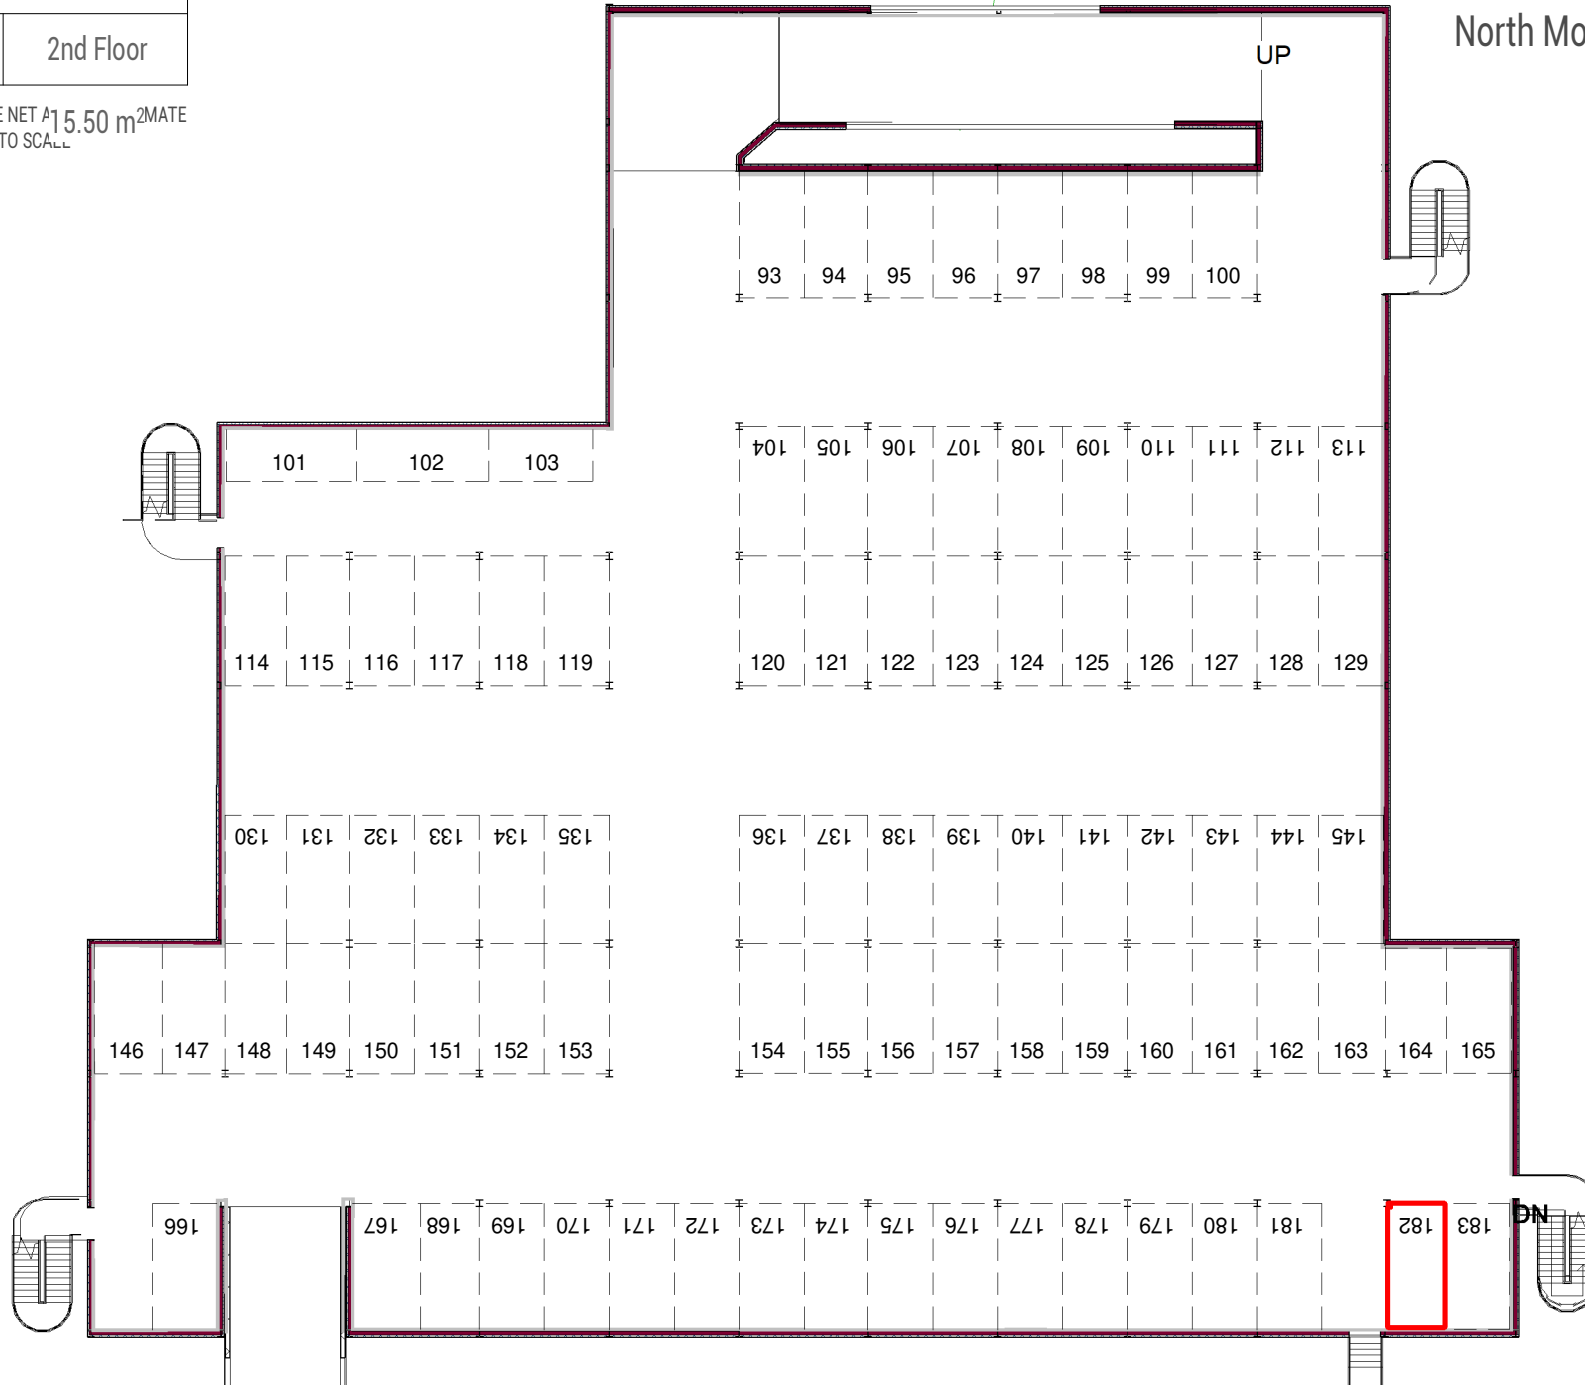 2nd Floor
North Mo
UP
E NET A 15.50 m² MATE
TO SCAL
93 94 95 96 97 98 99 100
101 102 103
104 105 106 107 108 109 110 111 112 113
114 115 116 117 118 119 120 121 122 123 124 125 126 127 128 129
130 131 132 133 134 135 136 137 138 139 140 141 142 143 144 145
146 147 148 149 150 151 152 153 154 155 156 157 158 159 160 161 162 163 164 165
166 167 168 169 170 171 172 173 174 175 176 177 178 179 180 181 182 183 DN